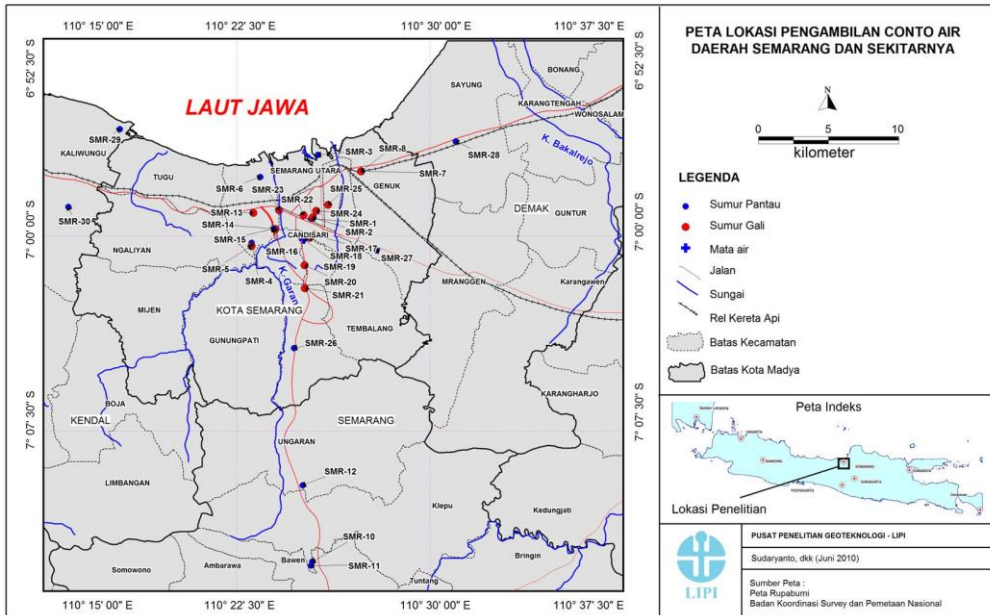 110° 15' 00" E
110° 22' 30" E
110° 30' 00" E
110° 37' 30" E
6° 52' 30" S
7° 00' 00" S
7° 07' 30" S
6° 52' 30" S
7° 00' 00" S
7° 07' 30" S
LAUT JAWA
BONANG
SAYUNG
KARANGTENGAH
WONOSALAM
K. Bakalrejo
SMR-29
KALIWUNGU
TUGU
SMR-3
SMR-8
SMR-28
SEMARANG UTARA
SMR-7
SMR-6
SMR-23
GENUK
SMR-22
SMR-25
SMR-30
SMR-13
SMR-24
DEMAK
GUNTUR
SMR-14
SMR-1
CANDISARI
SMR-2
NGALIYAN
SMR-15
SMR-16
SMR-17
SMR-18
SMR-27
SMR-5
SMR-4
SMR-19
K. Garang
SMR-20
MRANGGEN
Karangawen
SMR-21
MIJEN
KOTA SEMARANG
TEMBALANG
GUNUNGPATI
SMR-26
KARANGHARJO
BOJA
KENDAL
SEMARANG
UNGARAN
LIMBANGAN
SMR-12
Klepu
Kedungjati
SMR-10
Somowono
Ambarawa
Bawen
SMR-11
Bringin
Tuntang
110° 15' 00" E
110° 22' 30" E
110° 30' 00" E
110° 37' 30" E
PETA LOKASI PENGAMBILAN CONTO AIR
DAERAH SEMARANG DAN SEKITARNYA
N
0 5 10
kilometer
LEGENDA
Sumur Pantau
Sumur Gali
Mata air
Jalan
Sungai
Rel Kereta Api
Batas Kecamatan
Batas Kota Madya
Peta Indeks
JAKARTA
BANDUNG
SEMARANG
SURABAYA
YOGYAKARTA
Lokasi Penelitian
LIPI
PUSAT PENELITIAN GEOTEKNOLOGI - LIPI
Sudaryanto, dkk (Juni 2010)
Sumber Peta :
Peta Rupabumi
Badan Koordinasi Survey dan Pemetaan Nasional